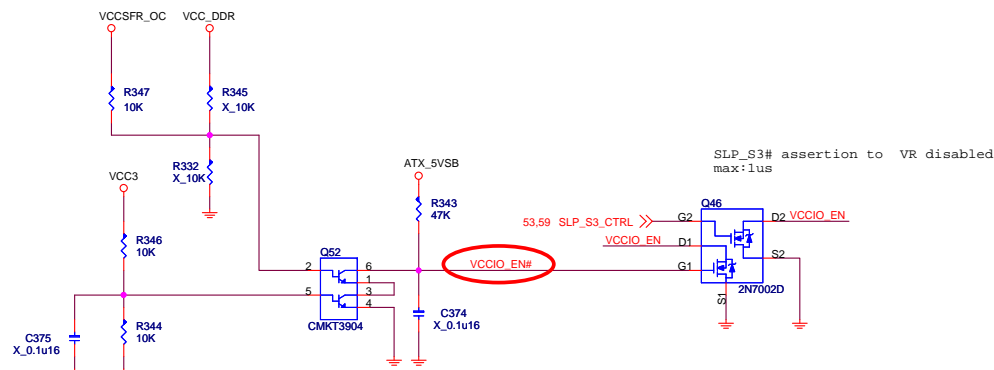 VCCSFR_OC
VCC_DDR
R347
10K
R345
X_10K
R332
X_10K
VCC3
R346
10K
R344
10K
C375
X_0.1u16
ATX_5VSB
R343
47K
Q52
2
5
6
1
3
4
CMKT3904
C374
X_0.1u16
VCCIO_EN#
SLP_S3# assertion to VR disabled
max:1us
Q46
53,59 SLP_S3_CTRL
G2
D2
VCCIO_EN
VCCIO_EN
D1
S2
G1
S1
2N7002D